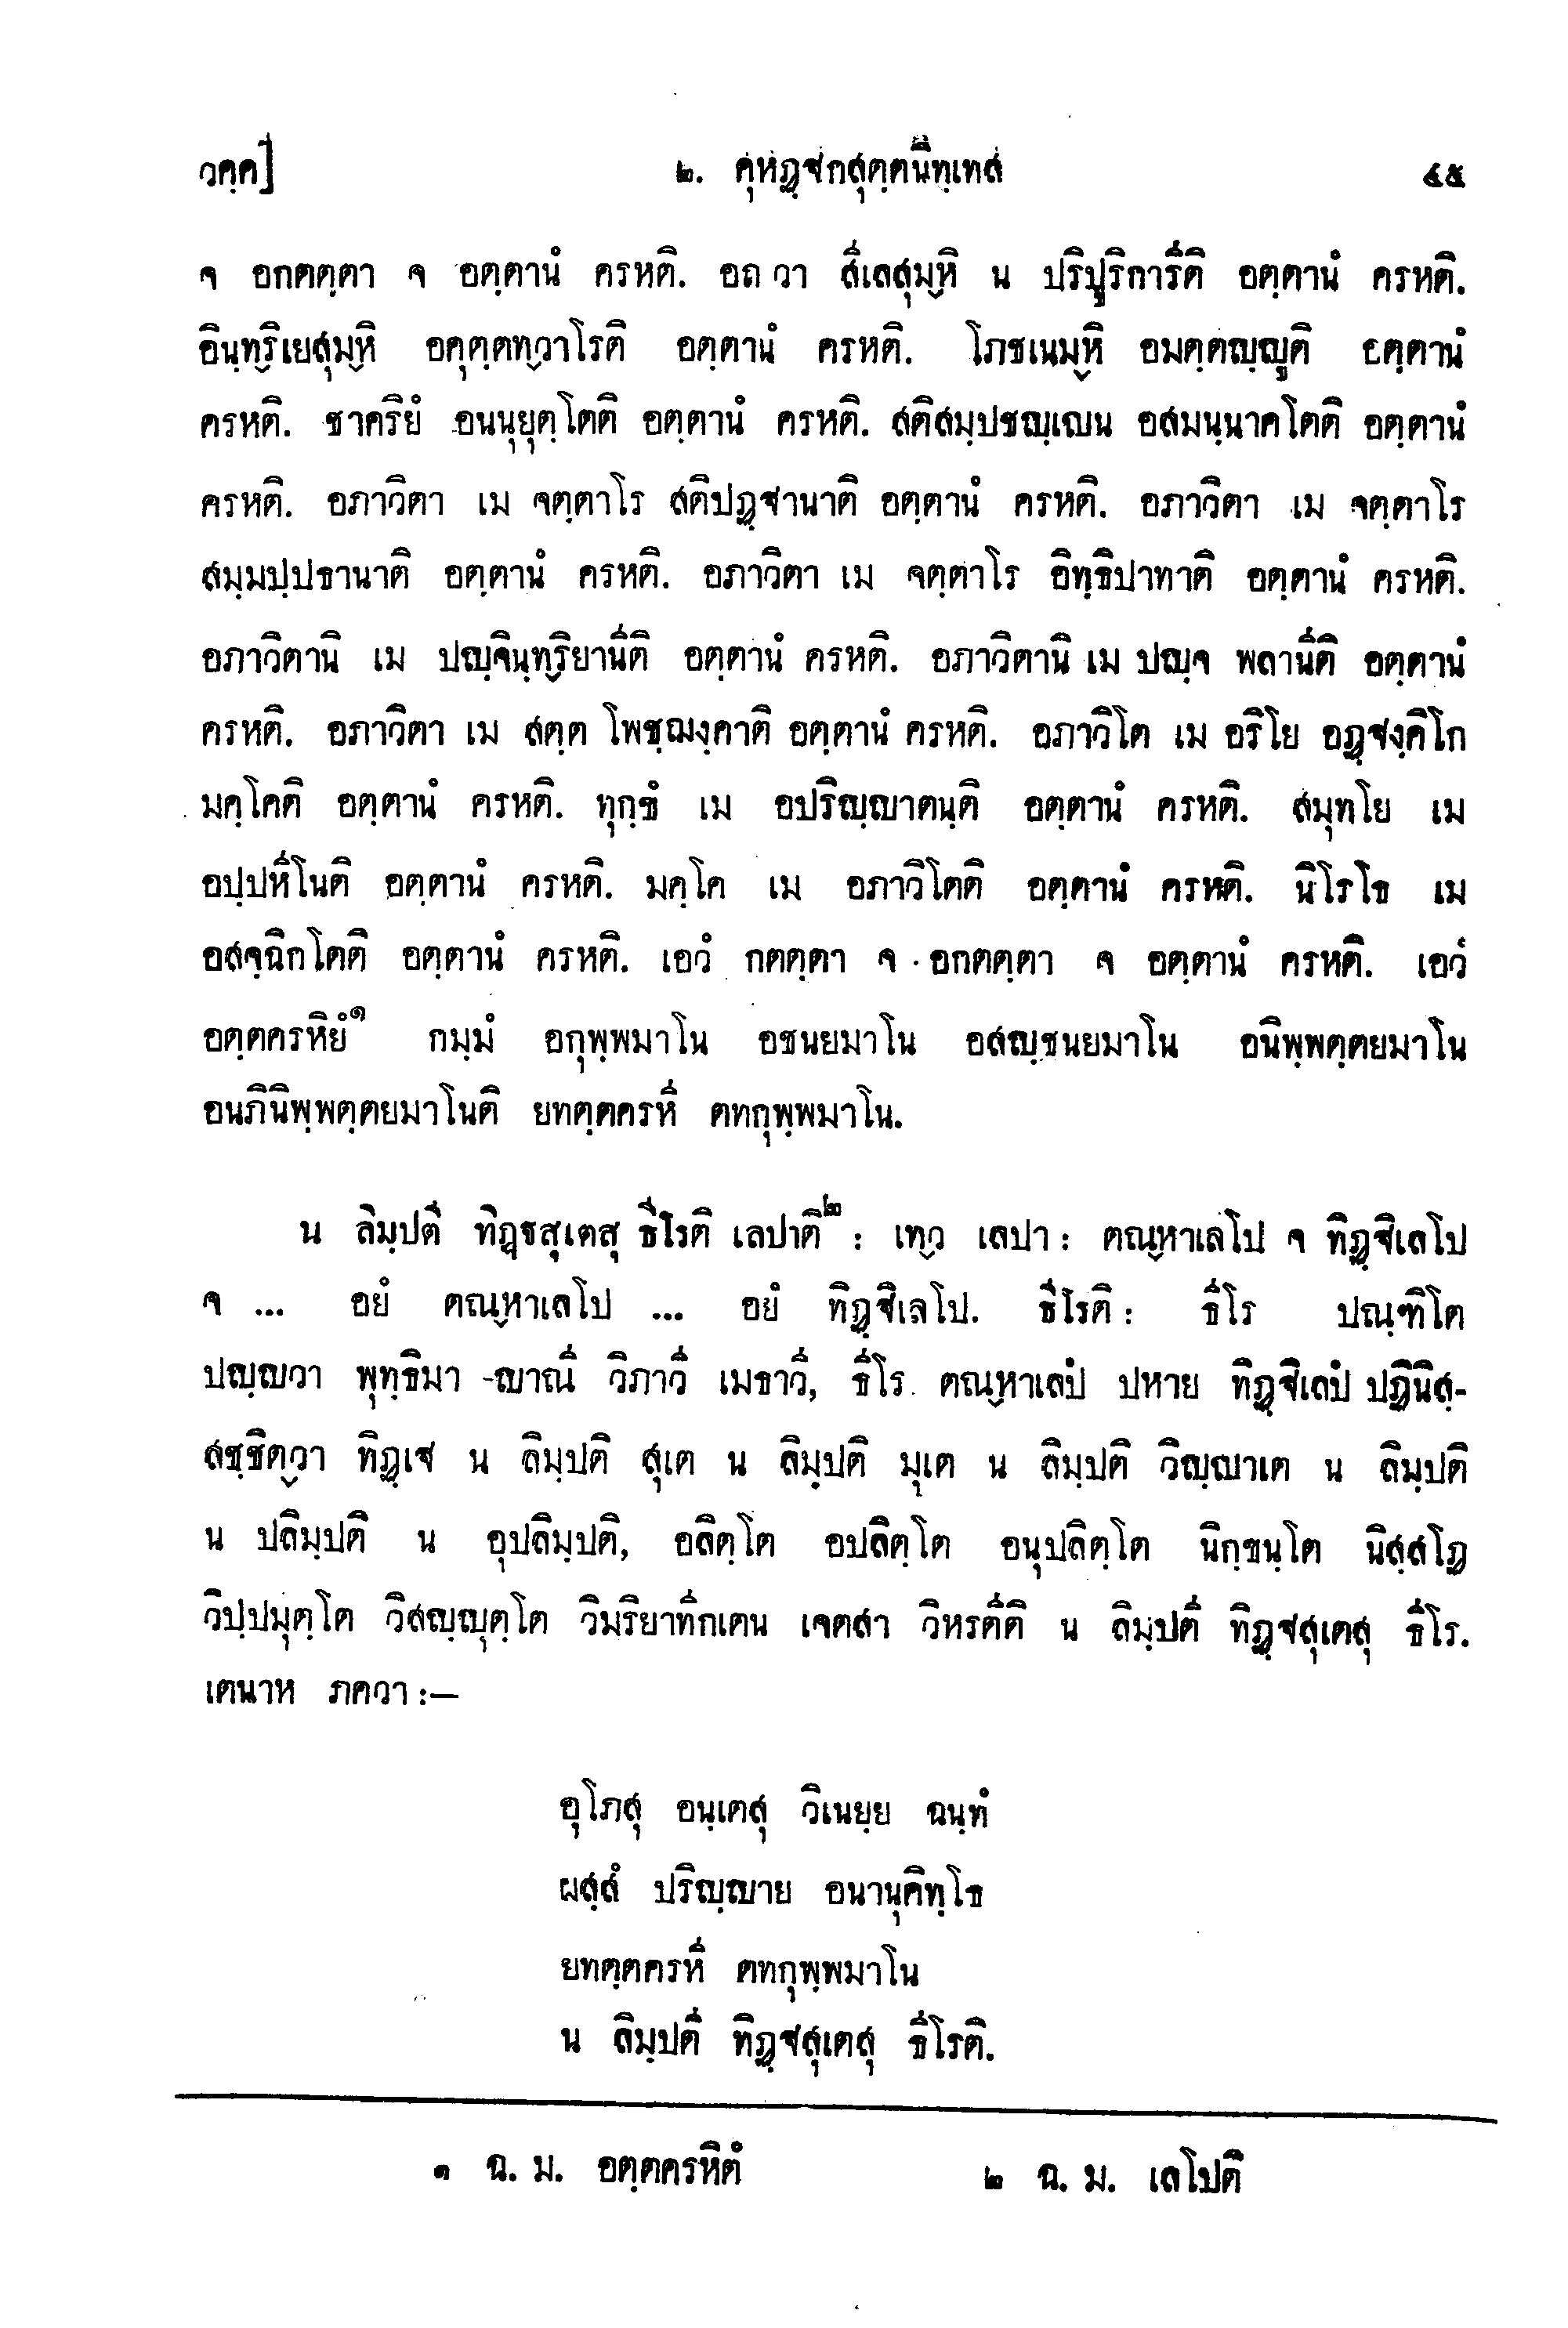 วคฺค]
๒. คุหฏฺฐกสุตฺตนิทฺเทส
๔๕
จ อกตตฺตา จ อตฺตานํ ครหติ. อถ วา สีเลสุมฺหิ น ปริปูริการีติ อตฺตานํ ครหติ.
อินฺทฺริเยสุมฺหิ อคุตฺตทฺวาโรติ อตฺตานํ ครหติ. โภชเนมฺหิ อมตฺตญฺญูติ อตฺตานํ
ครหติ. ชาคริยํ อนนุยุตฺโตติ อตฺตานํ ครหติ. สติสมฺปชญฺเญน อสมนฺนาคโตติ อตฺตานํ
ครหติ. อภาวิตา เม จตฺตาโร สติปฏฺฐานาติ อตฺตานํ ครหติ. อภาวิตา เม จตฺตาโร
สมฺมปฺปธานาติ อตฺตานํ ครหติ. อภาวิตา เม จตฺตาโร อิทฺธิปาทาติ อตฺตานํ ครหติ.
อภาวิตานิ เม ปญฺจินฺทฺริยานีติ อตฺตานํ ครหติ. อภาวิตานิ เม ปญฺจ พลานีติ อตฺตานํ
ครหติ. อภาวิตา เม สตฺต โพชฺฌงฺคาติ อตฺตานํ ครหติ. อภาวิโต เม อริโย อฏฺฐงฺคิโก
มคฺโคติ อตฺตานํ ครหติ. ทุกฺขํ เม อปริญฺญาตนฺติ อตฺตานํ ครหติ. สมุทโย เม
อปฺปหีโนติ อตฺตานํ ครหติ. มคฺโค เม อภาวิโตติ อตฺตานํ ครหติ. นิโรโธ เม
อสจฺฉิกโตติ อตฺตานํ ครหติ. เอวํ กตตฺตา จ อกตตฺตา จ อตฺตานํ ครหติ. เอวํ
อตฺตครหิยํ๑ กมฺมํ อกุพฺพมาโน อชนยมาโน อสญฺชนยมาโน อนิพฺพตฺตยมาโน
อนภินิพฺพตฺตยมาโนติ ยทตฺตครหี ตทกุพฺพมาโน.
น ลิมฺปตี ทิฏฺฐสุเตสุ ธีโรติ เลปาติ๒ : เทฺว เลปา : ตณฺหาเลโป จ ทิฏฺฐิเลโป
จ ... อยํ ตณฺหาเลโป ... อยํ ทิฏฺฐิเลโป. ธีโรติ : ธีโร ปณฺฑิโต
ปญฺญวา พุทฺธิมา ญาณี วิภาวี เมธาวี, ธีโร ตณฺหาเลปํ ปหาย ทิฏฺฐิเลปํ ปฏินิสฺ-
สชฺชิตฺวา ทิฏฺเฐ น ลิมฺปติ สุเต น ลิมฺปติ มุเต น ลิมฺปติ วิญฺญาเต น ลิมฺปติ
น ปลิมฺปติ น อุปลิมฺปติ, อลิตฺโต อปลิตฺโต อนุปลิตฺโต นิกฺขนฺโต นิสฺสโฏ
วิปฺปมุตฺโต วิสญฺญุตฺโต วิมริยาทิกเตน เจตสา วิหรตีติ น ลิมฺปตี ทิฏฺฐสุเตสุ ธีโร.
เตนาห ภควา :—
อุโภสุ อนฺเตสุ วิเนยฺย ฉนฺทํ
ผสฺสํ ปริญฺญาย อนานุคิทฺโธ
ยทตฺตครหี ตทกุพฺพมาโน
น ลิมฺปตี ทิฏฺฐสุเตสุ ธีโรติ.
๑ ฉ. ม. อตฺตครหิตํ
๒ ฉ. ม. เลโปติ